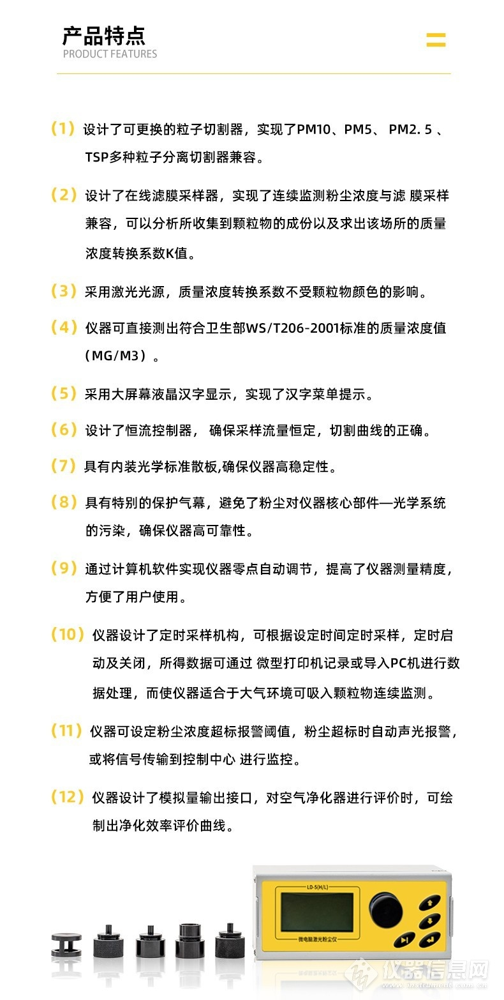 产品特点
PRODUCT FEATURES
（1）设计了可更换的粒子切割器，实现了PM10、PM5、 PM2. 5 、
TSP多种粒子分离切割器兼容。
（2）设计了在线滤膜采样器，实现了连续监测粉尘浓度与滤 膜采样
兼容，可以分析所收集到颗粒物的成份以及求出该场所的质量
浓度转换系数K值。
（3）采用激光光源，质量浓度转换系数不受颗粒物颜色的影响。
（4）仪器可直接测出符合卫生部WS/T206-2001标准的质量浓度值
（MG/M3）。
（5）采用大屏幕液晶汉字显示，实现了汉字菜单提示。
（6）设计了恒流控制器， 确保采样流量恒定，切割曲线的正确。
（7）具有内装光学标准散板,确保仪器高稳定性。
（8）具有特别的保护气幕，避免了粉尘对仪器核心部件—光学系统
的污染，确保仪器高可靠性。
（9）通过计算机软件实现仪器零点自动调节，提高了仪器测量精度，
方便了用户使用。
（10）仪器设计了定时采样机构，可根据设定时间定时采样，定时启
动及关闭，所得数据可通过 微型打印机记录或导入PC机进行数
据处理，而使仪器适合于大气环境可吸入颗粒物连续监测。
（11）仪器可设定粉尘浓度超标报警阈值，粉尘超标时自动声光报警，
或将信号传输到控制中心 进行监控。
（12）仪器设计了模拟量输出接口，对空气净化器进行评价时，可绘
制出净化效率评价曲线。
LD-5(H/L)
微电脑激光粉尘仪
仪器信息网
www.instrument.com.cn